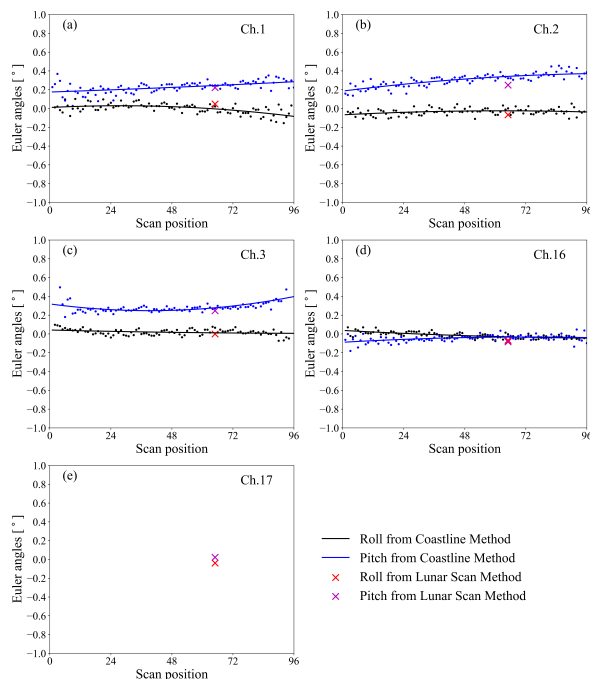 (a) Ch.1
1.0
0.8
0.6
0.4
0.2
0.0
−0.2
−0.4
−0.6
−0.8
−1.0
Euler angles [ ° ]
0 24 48 72 96
Scan position
(b) Ch.2
1.0
0.8
0.6
0.4
0.2
0.0
−0.2
−0.4
−0.6
−0.8
−1.0
Euler angles [ ° ]
0 24 48 72 96
Scan position
(c) Ch.3
1.0
0.8
0.6
0.4
0.2
0.0
−0.2
−0.4
−0.6
−0.8
−1.0
Euler angles [ ° ]
0 24 48 72 96
Scan position
(d) Ch.16
1.0
0.8
0.6
0.4
0.2
0.0
−0.2
−0.4
−0.6
−0.8
−1.0
Euler angles [ ° ]
0 24 48 72 96
Scan position
(e) Ch.17
1.0
0.8
0.6
0.4
0.2
0.0
−0.2
−0.4
−0.6
−0.8
−1.0
Euler angles [ ° ]
0 24 48 72 96
Scan position
Roll from Coastline Method
Pitch from Coastline Method
Roll from Lunar Scan Method
Pitch from Lunar Scan Method